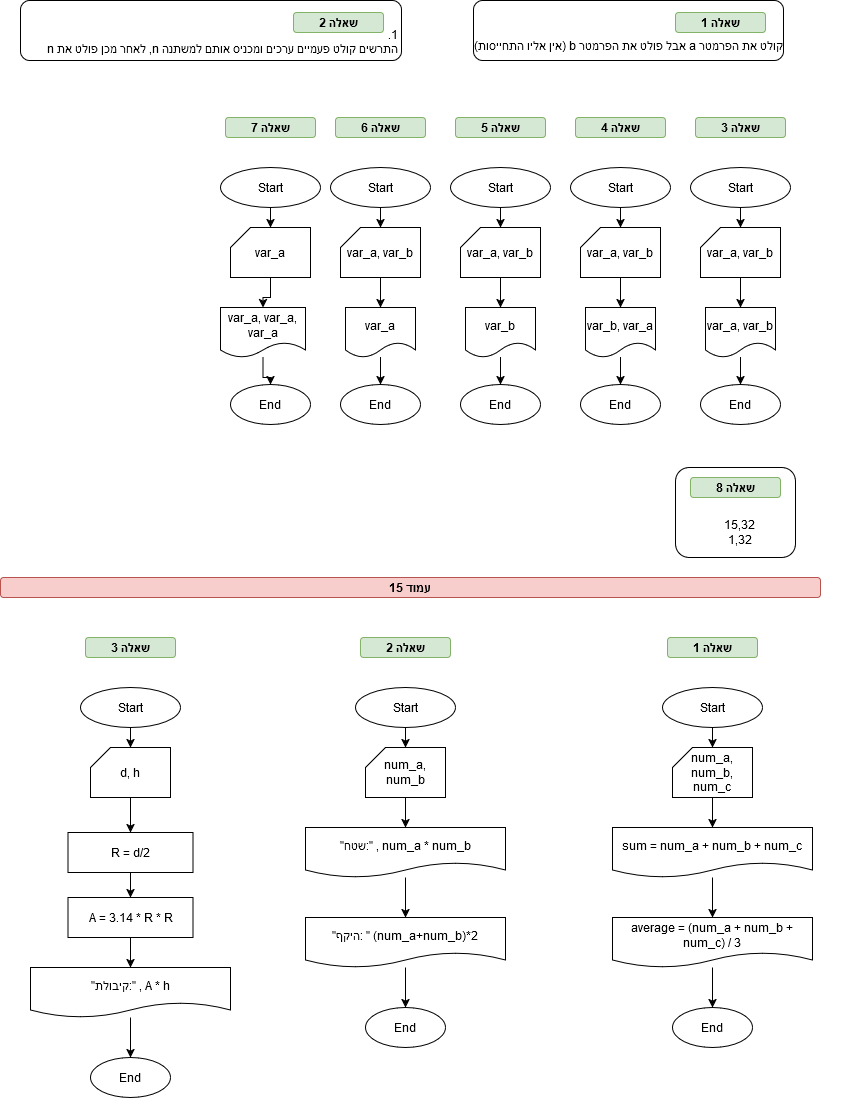 שאלה 1
קולט את הפרמטר a אבל פולט את הפרמטר b (אין אליו התחייסות)
שאלה 2
1.
התרשים קולט פעמיים ערכים ומכניס אותם למשתנה n, לאחר מכן פולט את n
שאלה 3
Start
var_a, var_b
var_a, var_b
End
שאלה 4
Start
var_a, var_b
var_b, var_a
End
שאלה 5
Start
var_a, var_b
var_b
End
שאלה 6
Start
var_a, var_b
var_a
End
שאלה 7
Start
var_a
var_a, var_a,
var_a
End
שאלה 8
15,32
1,32
עמוד 15
שאלה 1
Start
num_a,
num_b,
num_c
sum = num_a + num_b + num_c
average = (num_a + num_b +
num_c) / 3
End
שאלה 2
Start
num_a,
num_b
"שטח:" , num_a * num_b
"היקף: " (num_a+num_b)*2
End
שאלה 3
Start
d, h
R = d/2
A = 3.14 * R * R
"קיבולת:" , A * h
End